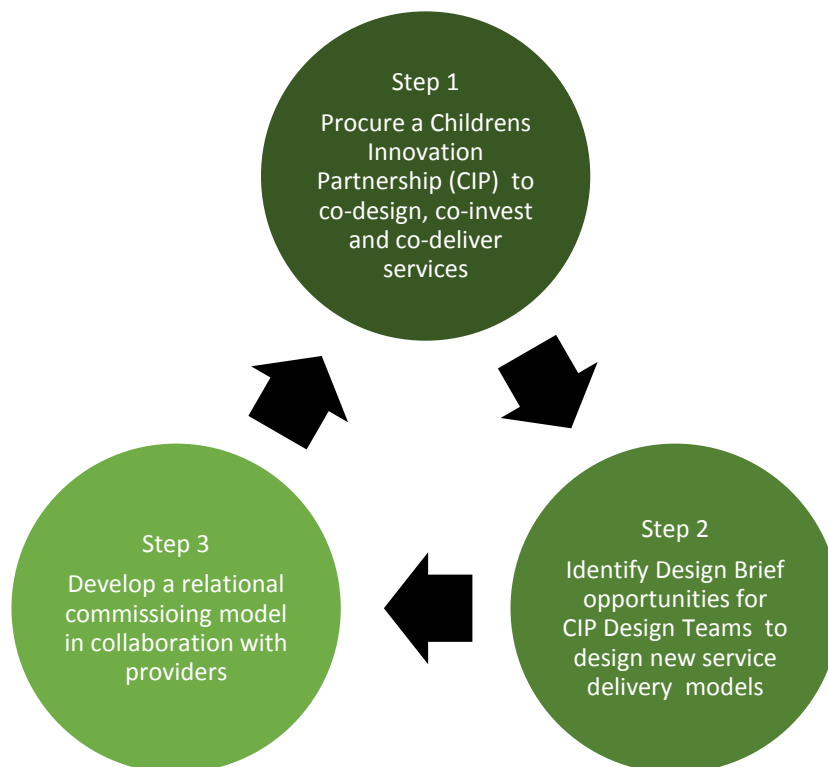 Step 1
Procure a Childrens
Innovation
Partnership (CIP) to
co-design, co-invest
and co-deliver
services
Step 2
Identify Design Brief
opportunities for
CIP Design Teams to
design new service
delivery models
Step 3
Develop a relational
commissioing model
in collaboration with
providers